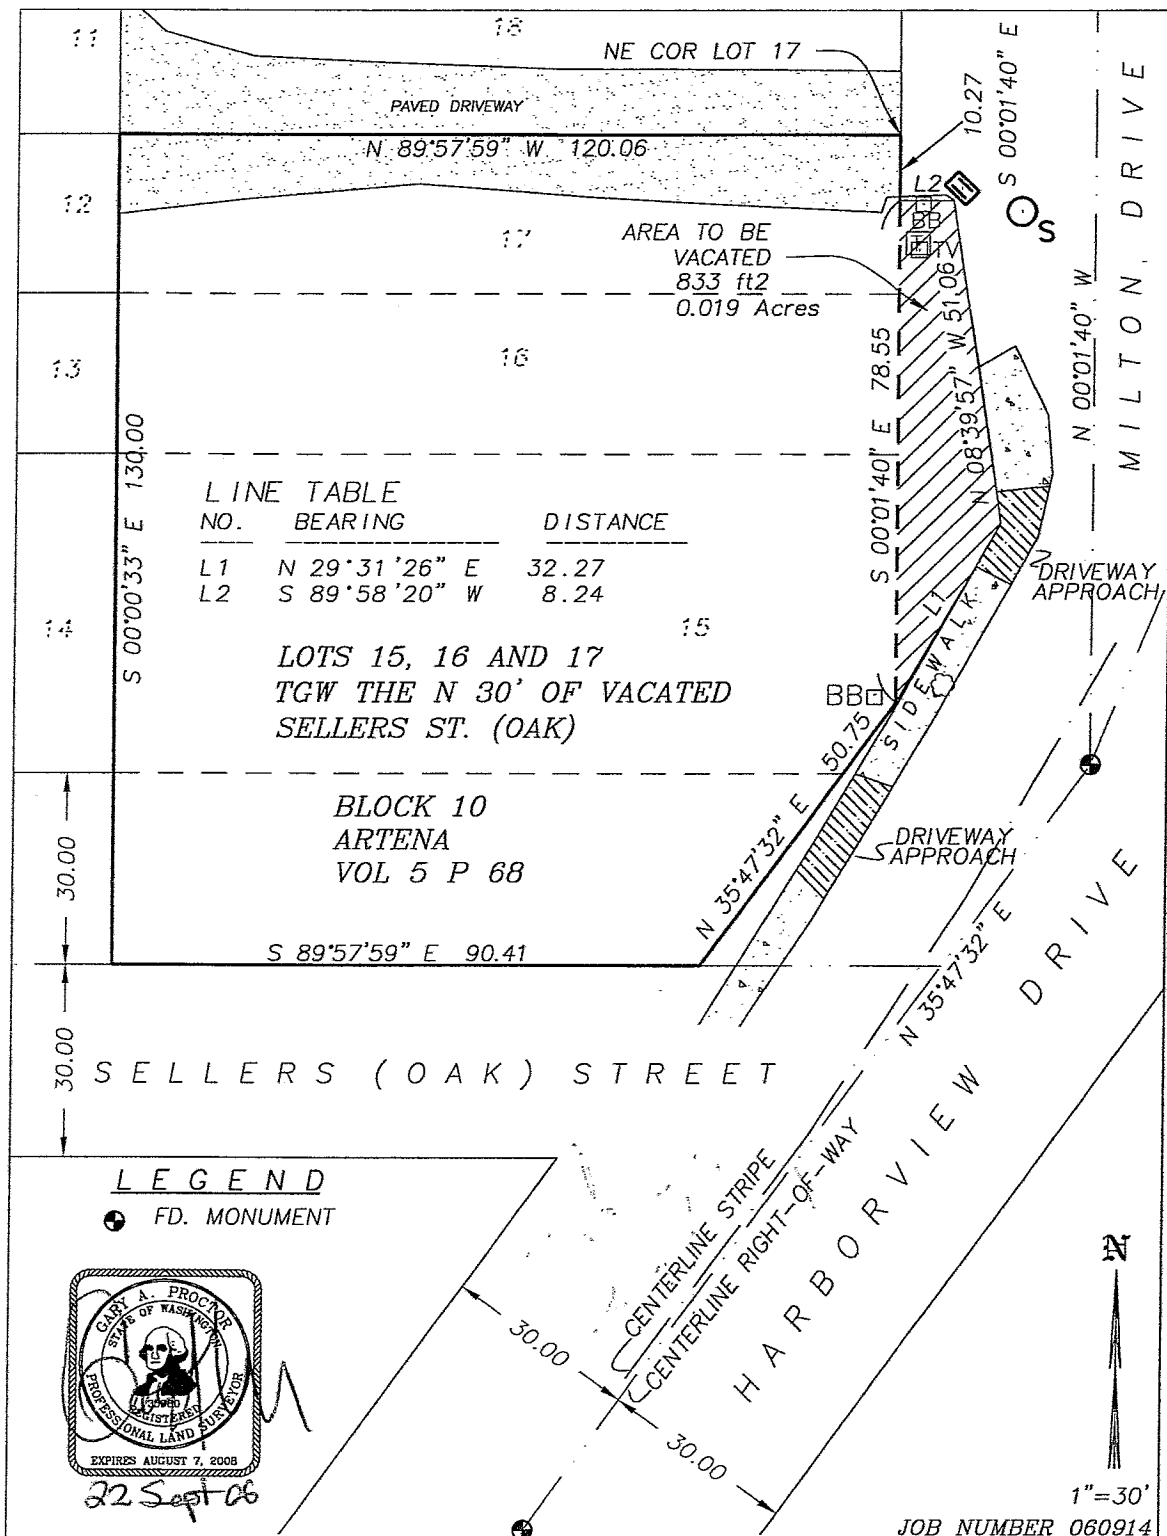 11
18
NE COR LOT 17
S 00°01'40" E
10.27
MILTON DRIVE
PAVED DRIVEWAY
N 89°57'59" W 120.06
L2
S
12
17
BB
T
TV
AREA TO BE
VACATED
833 ft2
0.019 Acres
N 00°01'40" W
13
16
S 00°01'40" E 78.55
N 08°39'57" W 51.06
S 00°00'33" E 130.00
LINE TABLE
NO. BEARING DISTANCE
L1 N 29°31'26" E 32.27
L2 S 89°58'20" W 8.24
DRIVEWAY
APPROACH
14
15
L1
SIDEWALK
LOTS 15, 16 AND 17
TGW THE N 30' OF VACATED
SELLERS ST. (OAK)
BB
N 35°47'32" E 50.75
BLOCK 10
ARTENA
VOL 5 P 68
30.00
DRIVEWAY
APPROACH
S 89°57'59" E 90.41
N 35°47'32" E
30.00
SELLERS (OAK) STREET
HARBORVIEW DRIVE
LEGEND
FD. MONUMENT
CENTERLINE STRIPE
CENTERLINE RIGHT-OF-WAY
30.00
30.00
N
GARY A. PROCTOR
STATE OF WASHINGTON
REGISTERED
PROFESSIONAL LAND SURVEYOR
EXPIRES AUGUST 7, 2008
22 Sept 06
1"=30'
JOB NUMBER 060914